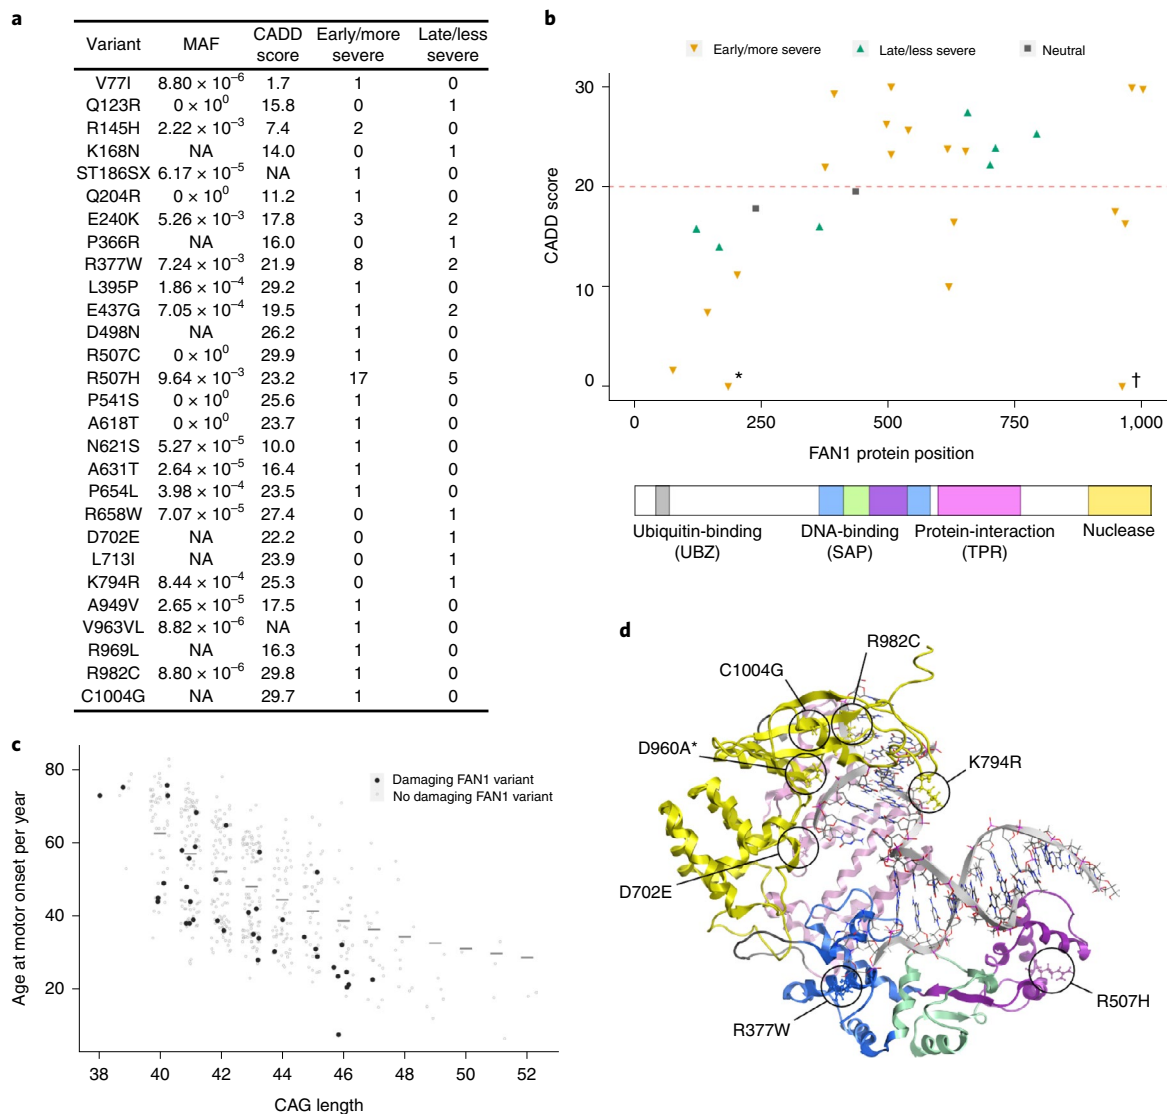 a
Variant MAF CADD score Early/more severe Late/less severe
V77I 8.80 × 10⁻⁶ 1.7 1 0
Q123R 0 × 10⁰ 15.8 0 1
R145H 2.22 × 10⁻³ 7.4 2 0
K168N NA 14.0 0 1
ST186SX 6.17 × 10⁻⁵ NA 1 0
Q204R 0 × 10⁰ 11.2 1 0
E240K 5.26 × 10⁻³ 17.8 3 2
P366R NA 16.0 0 1
R377W 7.24 × 10⁻³ 21.9 8 2
L395P 1.86 × 10⁻⁴ 29.2 1 0
E437G 7.05 × 10⁻⁴ 19.5 1 2
D498N NA 26.2 1 0
R507C 0 × 10⁰ 29.9 1 0
R507H 9.64 × 10⁻³ 23.2 17 5
P541S 0 × 10⁰ 25.6 1 0
A618T 0 × 10⁰ 23.7 1 0
N621S 5.27 × 10⁻⁵ 10.0 1 0
A631T 2.64 × 10⁻⁵ 16.4 1 0
P654L 3.98 × 10⁻⁴ 23.5 1 0
R658W 7.07 × 10⁻⁵ 27.4 0 1
D702E NA 22.2 0 1
L713I NA 23.9 0 1
K794R 8.44 × 10⁻⁴ 25.3 0 1
A949V 2.65 × 10⁻⁵ 17.5 1 0
V963VL 8.82 × 10⁻⁶ NA 1 0
R969L NA 16.3 1 0
R982C 8.80 × 10⁻⁶ 29.8 1 0
C1004G NA 29.7 1 0
b
Early/more severe Late/less severe Neutral
CADD score
30
20
10
0
* †
0 250 500 750 1,000
FAN1 protein position
Ubiquitin-binding (UBZ)
DNA-binding (SAP)
Protein-interaction (TPR)
Nuclease
c
Damaging FAN1 variant
No damaging FAN1 variant
Age at motor onset per year
80
60
40
20
38 40 42 44 46 48 50 52
CAG length
d
R982C
C1004G
D960A*
K794R
D702E
R377W
R507H